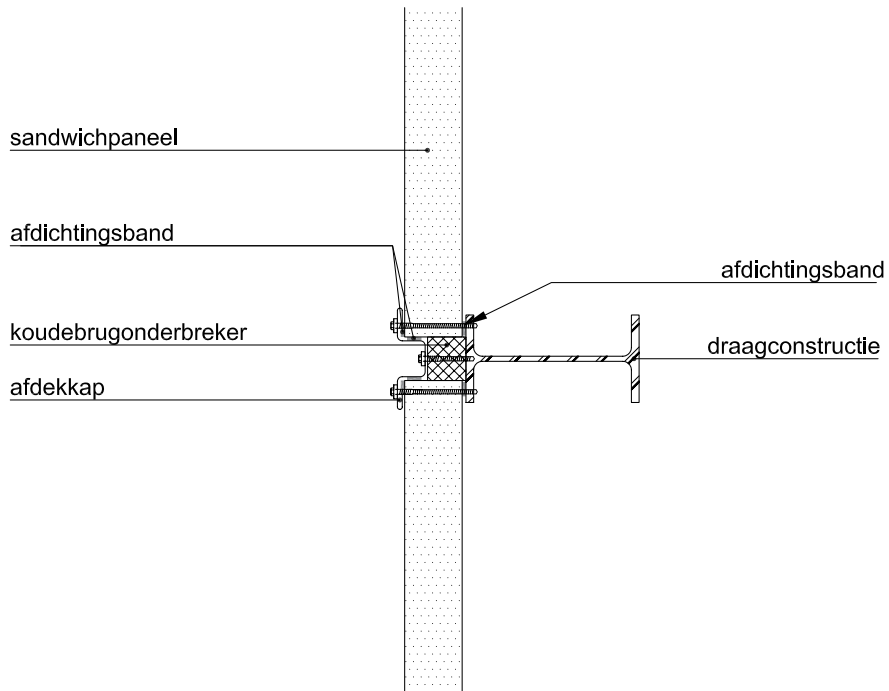 sandwichpaneel
afdichtingsband
afdichtingsband
koudebrugonderbreker
draagconstructie
afdekkap